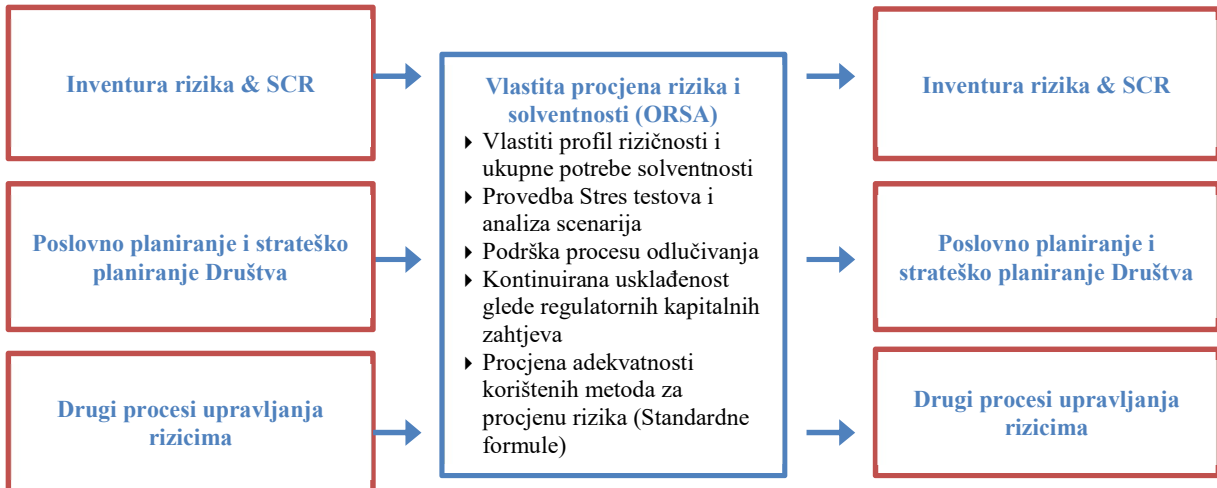 Inventura rizika & SCR
Poslovno planiranje i strateško
planiranje Društva
Drugi procesi upravljanja
rizicima
Vlastita procjena rizika i
solventnosti (ORSA)
Vlastiti profil rizičnosti i
ukupne potrebe solventnosti
Provedba Stres testova i
analiza scenarija
Podrška procesu odlučivanja
Kontinuirana usklađenost
glede regulatornih kapitalnih
zahtjeva
Procjena adekvatnosti
korištenih metoda za
procjenu rizika (Standardne
formule)
Inventura rizika & SCR
Poslovno planiranje i
strateško planiranje Društva
Drugi procesi upravljanja
rizicima